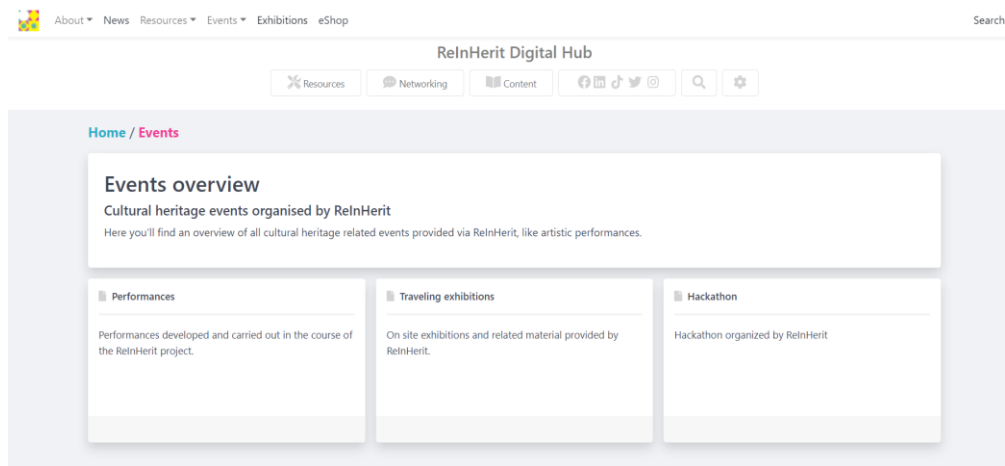 About News Resources Events Exhibitions eShop Search
ReInHerit Digital Hub
Resources Networking Content
Home / Events
Events overview
Cultural heritage events organised by ReInHerit
Here you'll find an overview of all cultural heritage related events provided via ReInHerit, like artistic performances.
Performances
Performances developed and carried out in the course of
the ReInHerit project.
Traveling exhibitions
On site exhibitions and related material provided by
ReInHerit.
Hackathon
Hackathon organized by ReInHerit